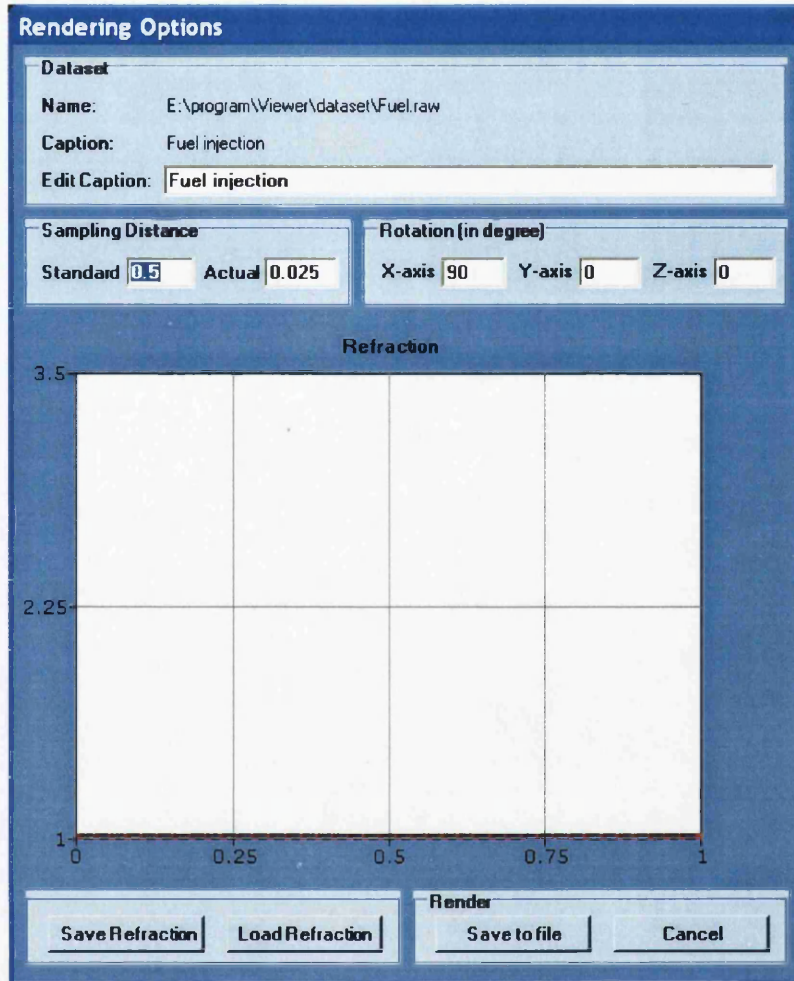 Rendering Options
Dataset
Name: E:\program\Viewer\dataset\Fuel.raw
Caption: Fuel injection
Edit Caption: Fuel injection
Sampling Distance
Standard 0.5 Actual 0.025
Rotation (in degree)
X-axis 90 Y-axis 0 Z-axis 0
Refraction
3.5
2.25
1
0 0.25 0.5 0.75 1
Save Refraction Load Refraction
Render
Save to file Cancel